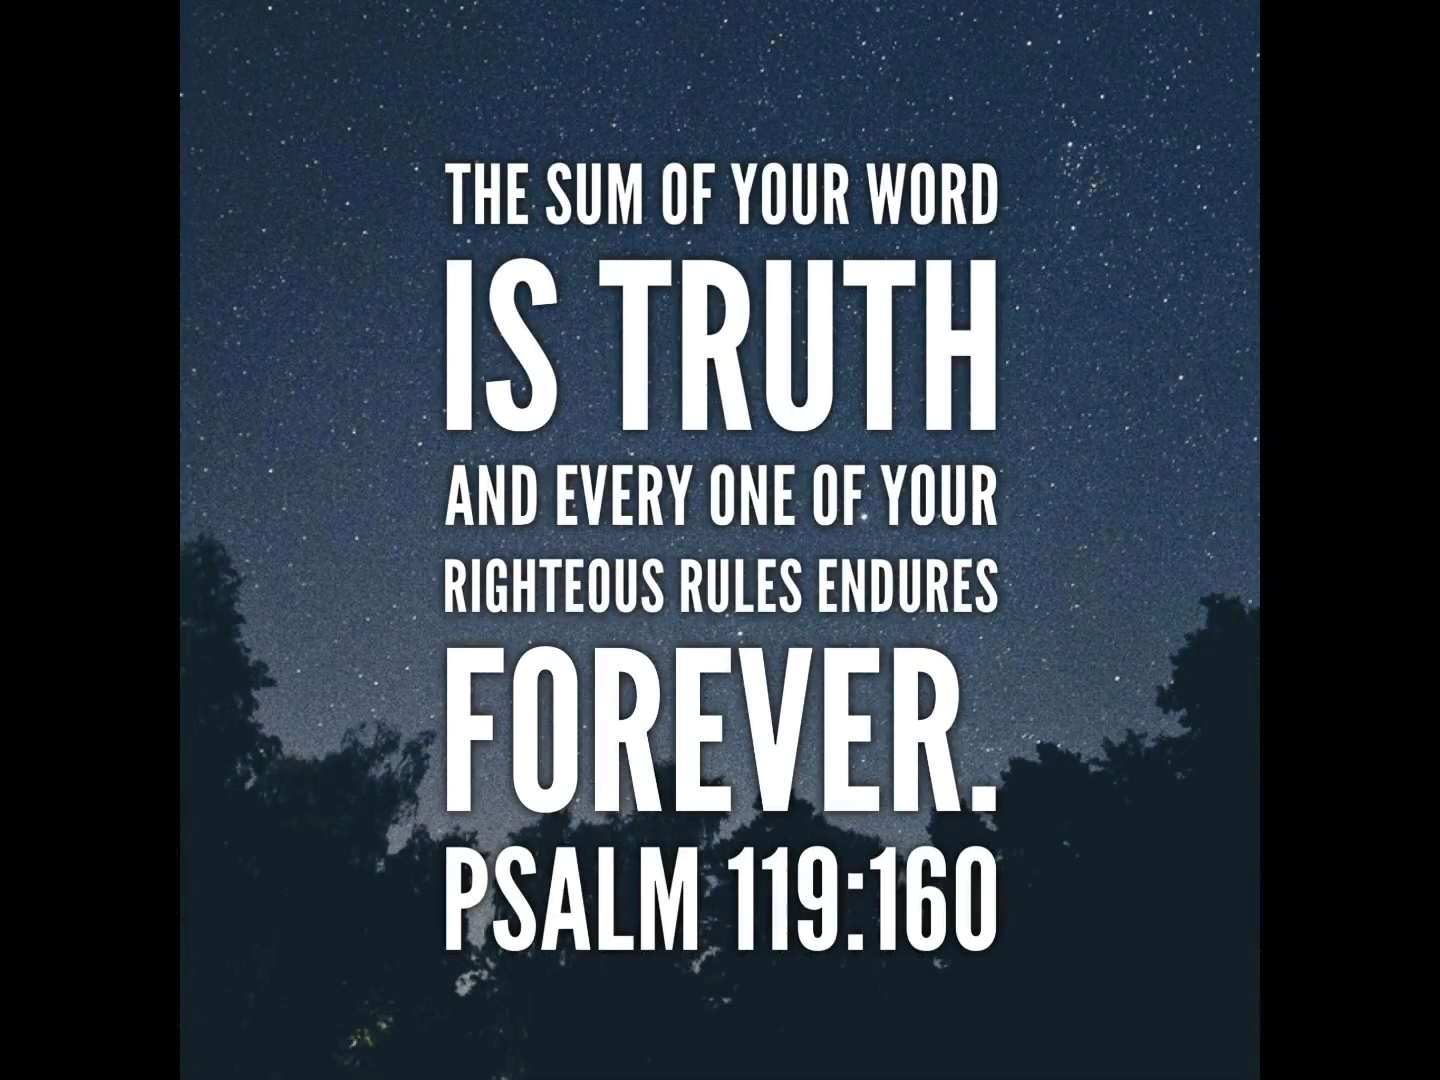 THE SUM OF YOUR WORD
IS TRUTH
AND EVERY ONE OF YOUR
RIGHTEOUS RULES ENDURES
FOREVER.
PSALM 119:160